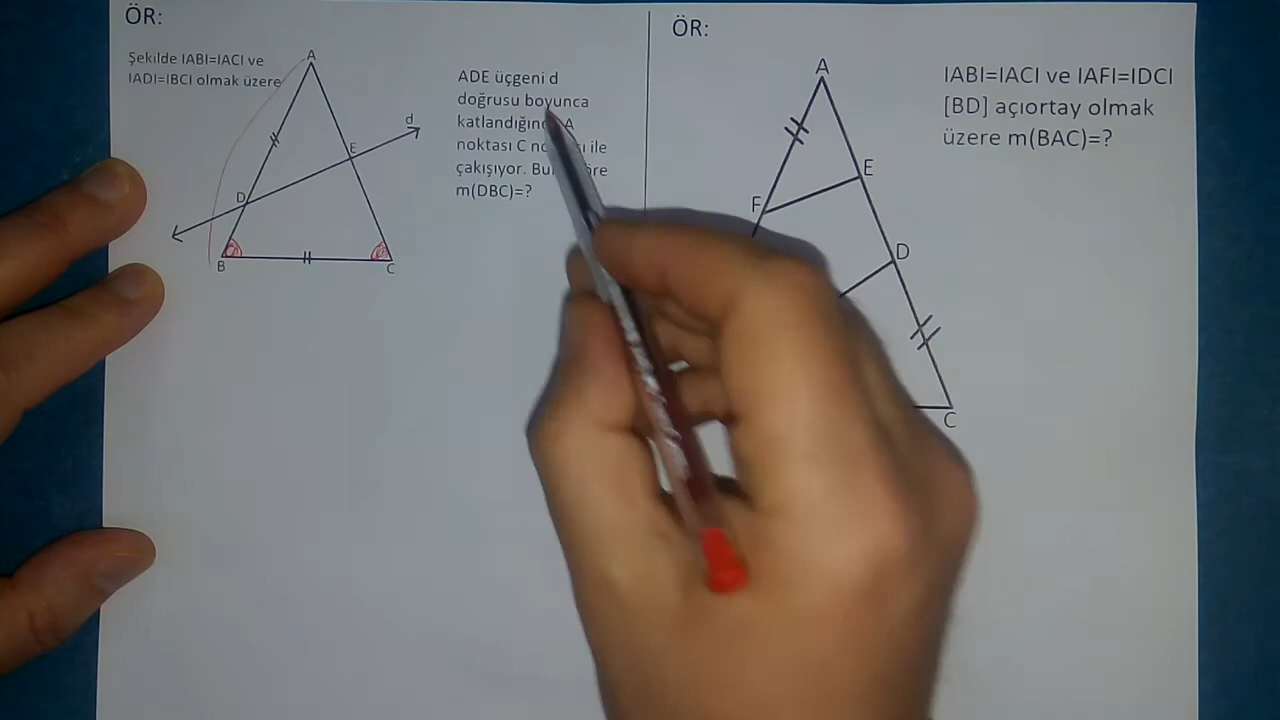 ÖR:
Şekilde IABI=IACI ve
IADI=IBCI olmak üzere
A
d
E
D
B
C
ADE üçgeni d
doğrusu boyunca
katlandığın A
noktası C ile
çakışıyor.
m(DBC)=?
ÖR:
A
E
F
D
C
IABI=IACI ve IAFI=IDCI
[BD] açıortay olmak
üzere m(BAC)=?